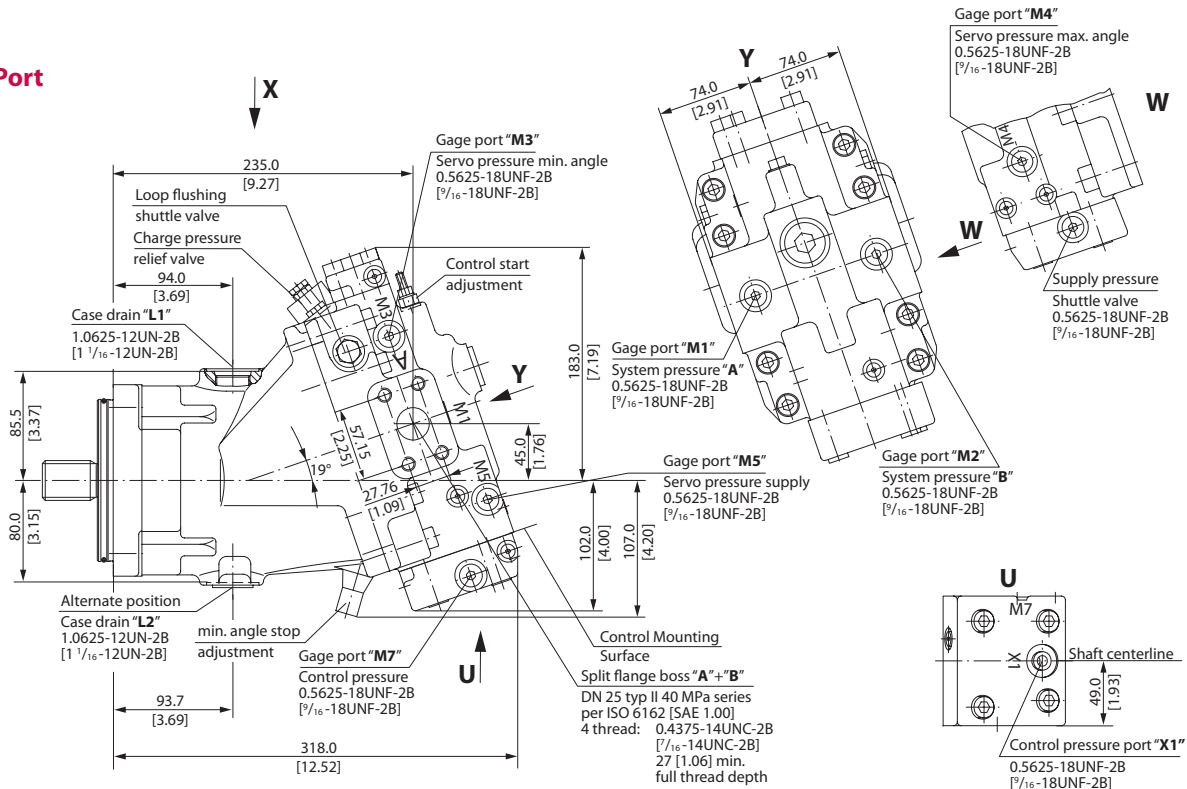 Port
X
235.0
[9.27]
Loop flushing
shuttle valve
Charge pressure
relief valve
94.0
[3.69]
Case drain "L1"
1.0625-12UN-2B
[1 1/16-12UN-2B]
Gage port "M3"
Servo pressure min. angle
0.5625-18UNF-2B
[9/16-18UNF-2B]
Control start
adjustment
M3
A
M1
M5
Y
183.0
[7.19]
85.5
[3.37]
80.0
[3.15]
19°
57.15
[2.25]
27.76
[1.09]
45.0
[1.76]
102.0
[4.00]
107.0
[4.20]
Alternate position
Case drain "L2"
1.0625-12UN-2B
[1 1/16-12UN-2B]
min. angle stop
adjustment
93.7
[3.69]
318.0
[12.52]
Gage port "M7"
Control pressure
0.5625-18UNF-2B
[9/16-18UNF-2B]
U
Control Mounting
Surface
Split flange boss "A"+"B"
DN 25 typ II 40 MPa series
per ISO 6162 [SAE 1.00]
4 thread: 0.4375-14UNC-2B
[7/16-14UNC-2B]
27 [1.06] min.
full thread depth
Gage port "M5"
Servo pressure supply
0.5625-18UNF-2B
[9/16-18UNF-2B]
Y
74.0
[2.91]
74.0
[2.91]
W
Gage port "M1"
System pressure "A"
0.5625-18UNF-2B
[9/16-18UNF-2B]
Gage port "M2"
System pressure "B"
0.5625-18UNF-2B
[9/16-18UNF-2B]
Gage port "M4"
Servo pressure max. angle
0.5625-18UNF-2B
[9/16-18UNF-2B]
W
M4
Supply pressure
Shuttle valve
0.5625-18UNF-2B
[9/16-18UNF-2B]
U
M7
X1
Shaft centerline
49.0
[1.93]
Control pressure port "X1"
0.5625-18UNF-2B
[9/16-18UNF-2B]